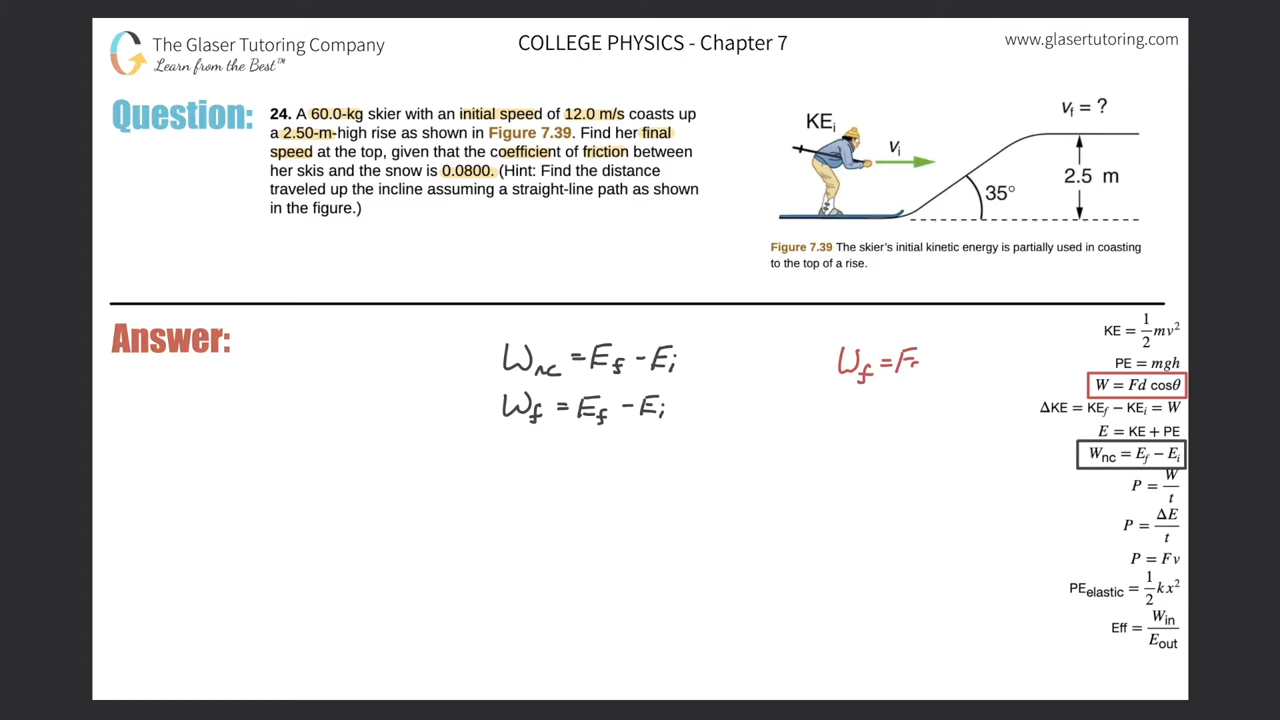 The Glaser Tutoring Company
Learn from the Best™
COLLEGE PHYSICS - Chapter 7
www.glasertutoring.com
Question:
24. A 60.0-kg skier with an initial speed of 12.0 m/s coasts up
a 2.50-m-high rise as shown in Figure 7.39. Find her final
speed at the top, given that the coefficient of friction between
her skis and the snow is 0.0800. (Hint: Find the distance
traveled up the incline assuming a straight-line path as shown
in the figure.)
KEi
vi
vf = ?
35°
2.5 m
Figure 7.39 The skier's initial kinetic energy is partially used in coasting
to the top of a rise.
Answer:
Wnc = Ef - Ei
Wf = Ef - Ei
Wf = F
KE = 1/2 mv²
PE = mgh
W = Fd cosθ
ΔKE = KEf − KEi = W
E = KE + PE
Wnc = Ef − Ei
P = W/t
P = ΔE/t
P = Fv
PEelastic = 1/2 kx²
Eff = Win/Eout